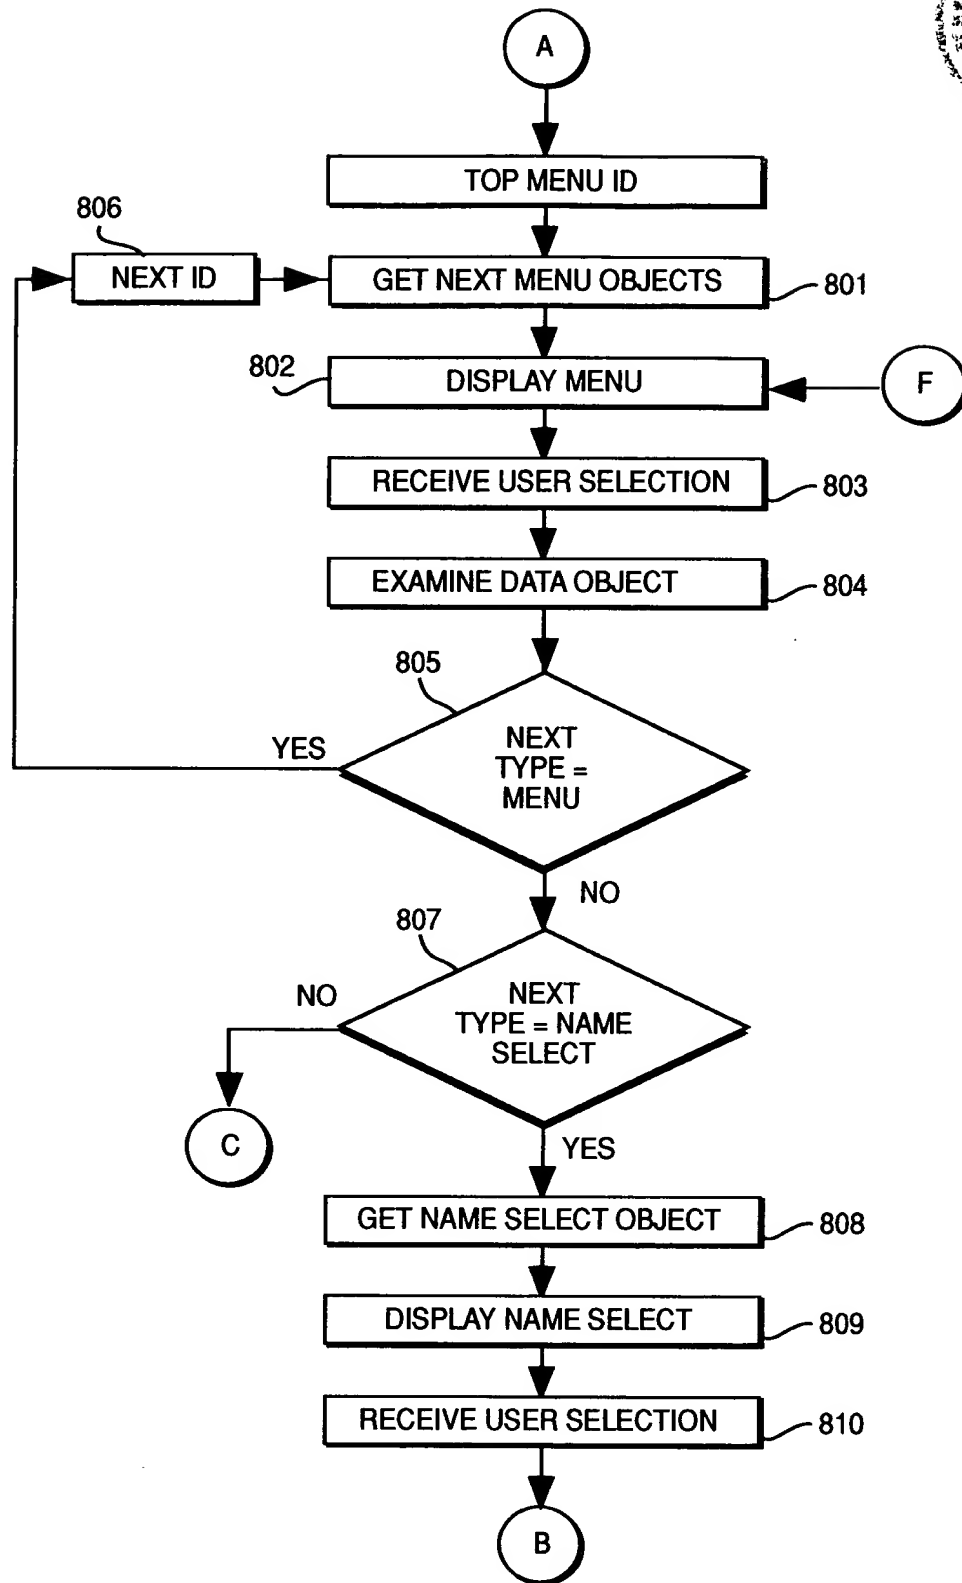 A
TOP MENU ID
806
NEXT ID
GET NEXT MENU OBJECTS
801
802
DISPLAY MENU
F
RECEIVE USER SELECTION
803
EXAMINE DATA OBJECT
804
805
NEXT
TYPE =
MENU
YES
NO
807
NEXT
TYPE = NAME
SELECT
NO
C
YES
GET NAME SELECT OBJECT
808
DISPLAY NAME SELECT
809
RECEIVE USER SELECTION
810
B